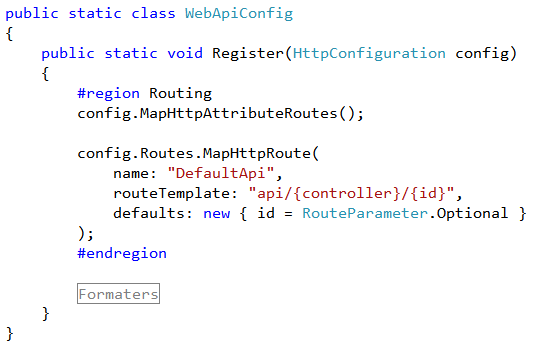 public static class WebApiConfig
{
    public static void Register(HttpConfiguration config)
    {
        #region Routing
        config.MapHttpAttributeRoutes();

        config.Routes.MapHttpRoute(
            name: "DefaultApi",
            routeTemplate: "api/{controller}/{id}",
            defaults: new { id = RouteParameter.Optional }
        );
        #endregion

        Formaters
    }
}